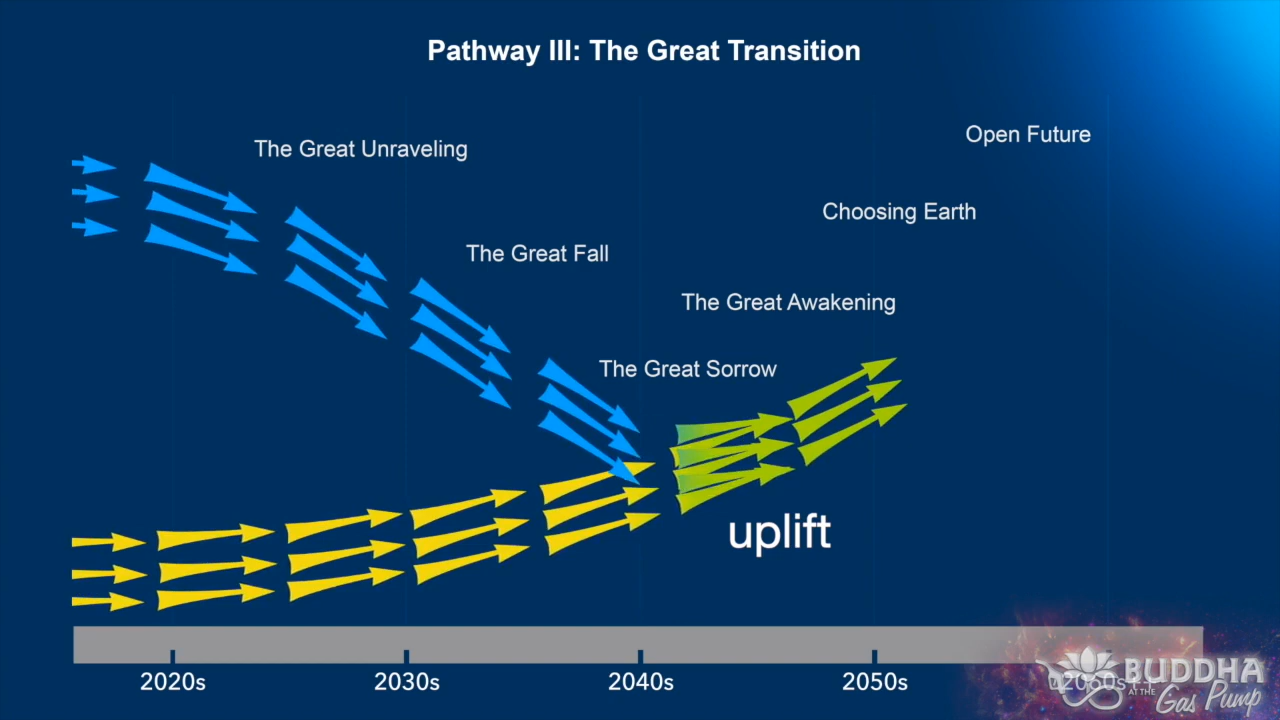 Pathway III: The Great Transition
Open Future
The Great Unraveling
Choosing Earth
The Great Fall
The Great Awakening
The Great Sorrow
uplift
2020s
2030s
2040s
2050s
BUDDHA
AT THE
Gas Pump